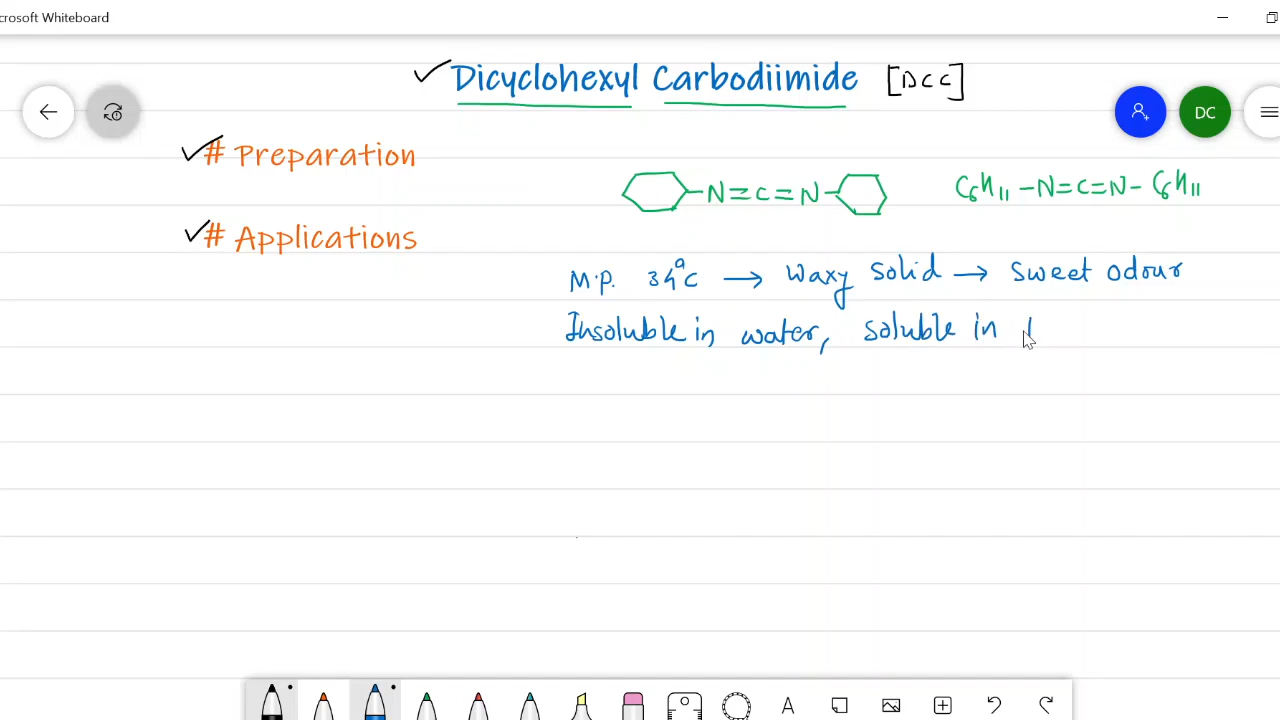 crosoft Whiteboard
Dicyclohexyl Carbodiimide [DCC]
DC
# Preparation
C6H11-N=C=N-C6H11
N=C=N
# Applications
M.P. 34°C → Waxy solid → Sweet odour
Insoluble in water, soluble in
A